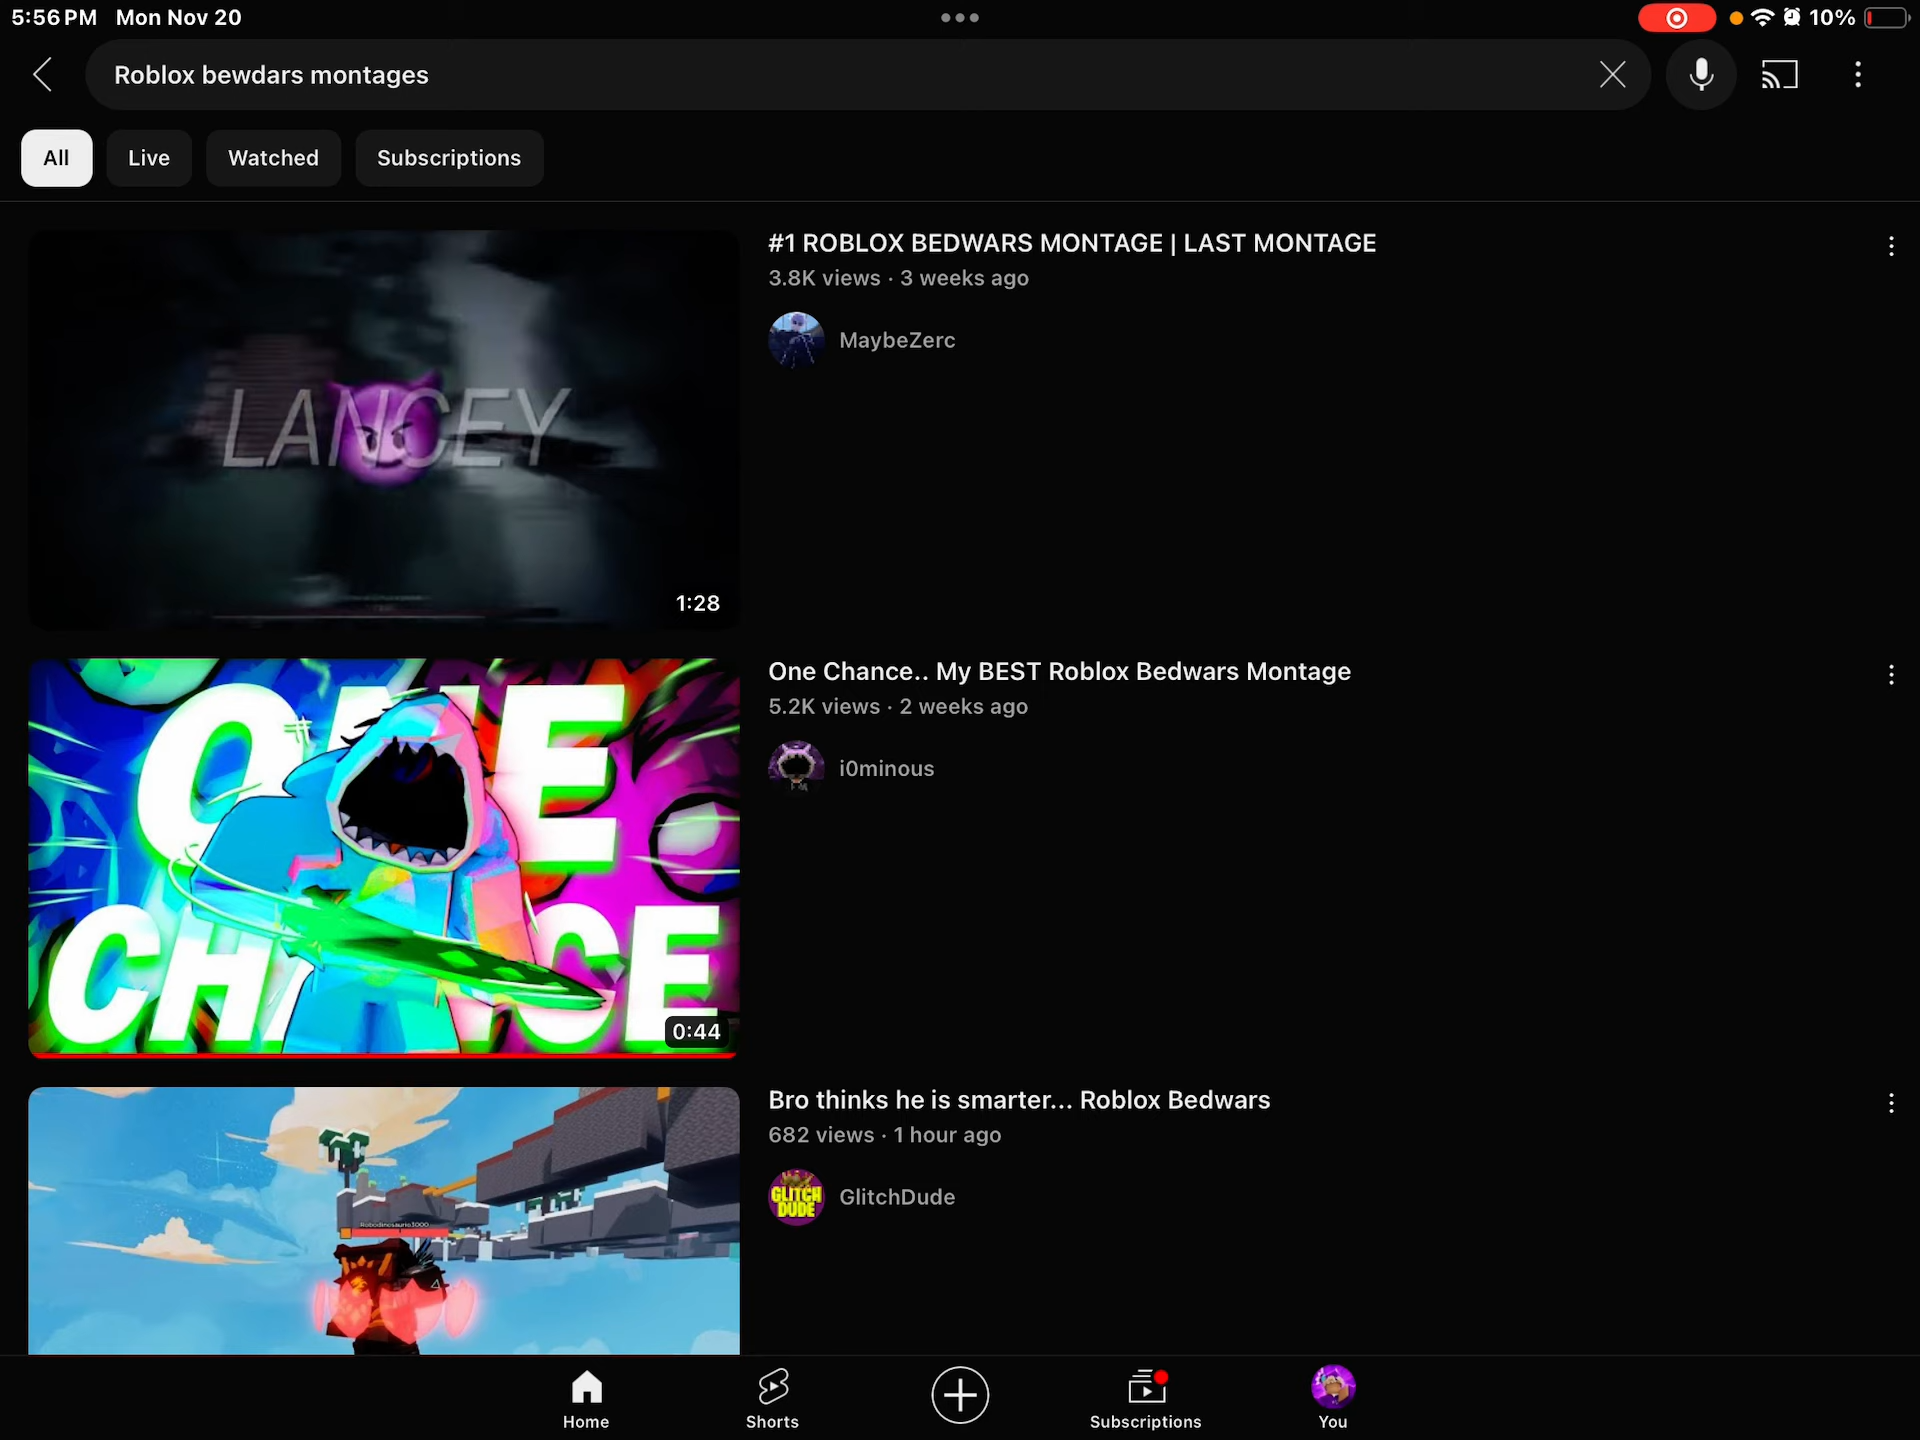 5:56 PM Mon Nov 20
10%
Roblox bewdars montages
All Live Watched Subscriptions
LANCEY
1:28
#1 ROBLOX BEDWARS MONTAGE | LAST MONTAGE
3.8K views · 3 weeks ago
MaybeZerc
ONE
CHANCE
0:44
One Chance.. My BEST Roblox Bedwars Montage
5.2K views · 2 weeks ago
i0minous
Robodinosaurio3000
Bro thinks he is smarter... Roblox Bedwars
682 views · 1 hour ago
GLITCH
DUDE
GlitchDude
Home Shorts Subscriptions You